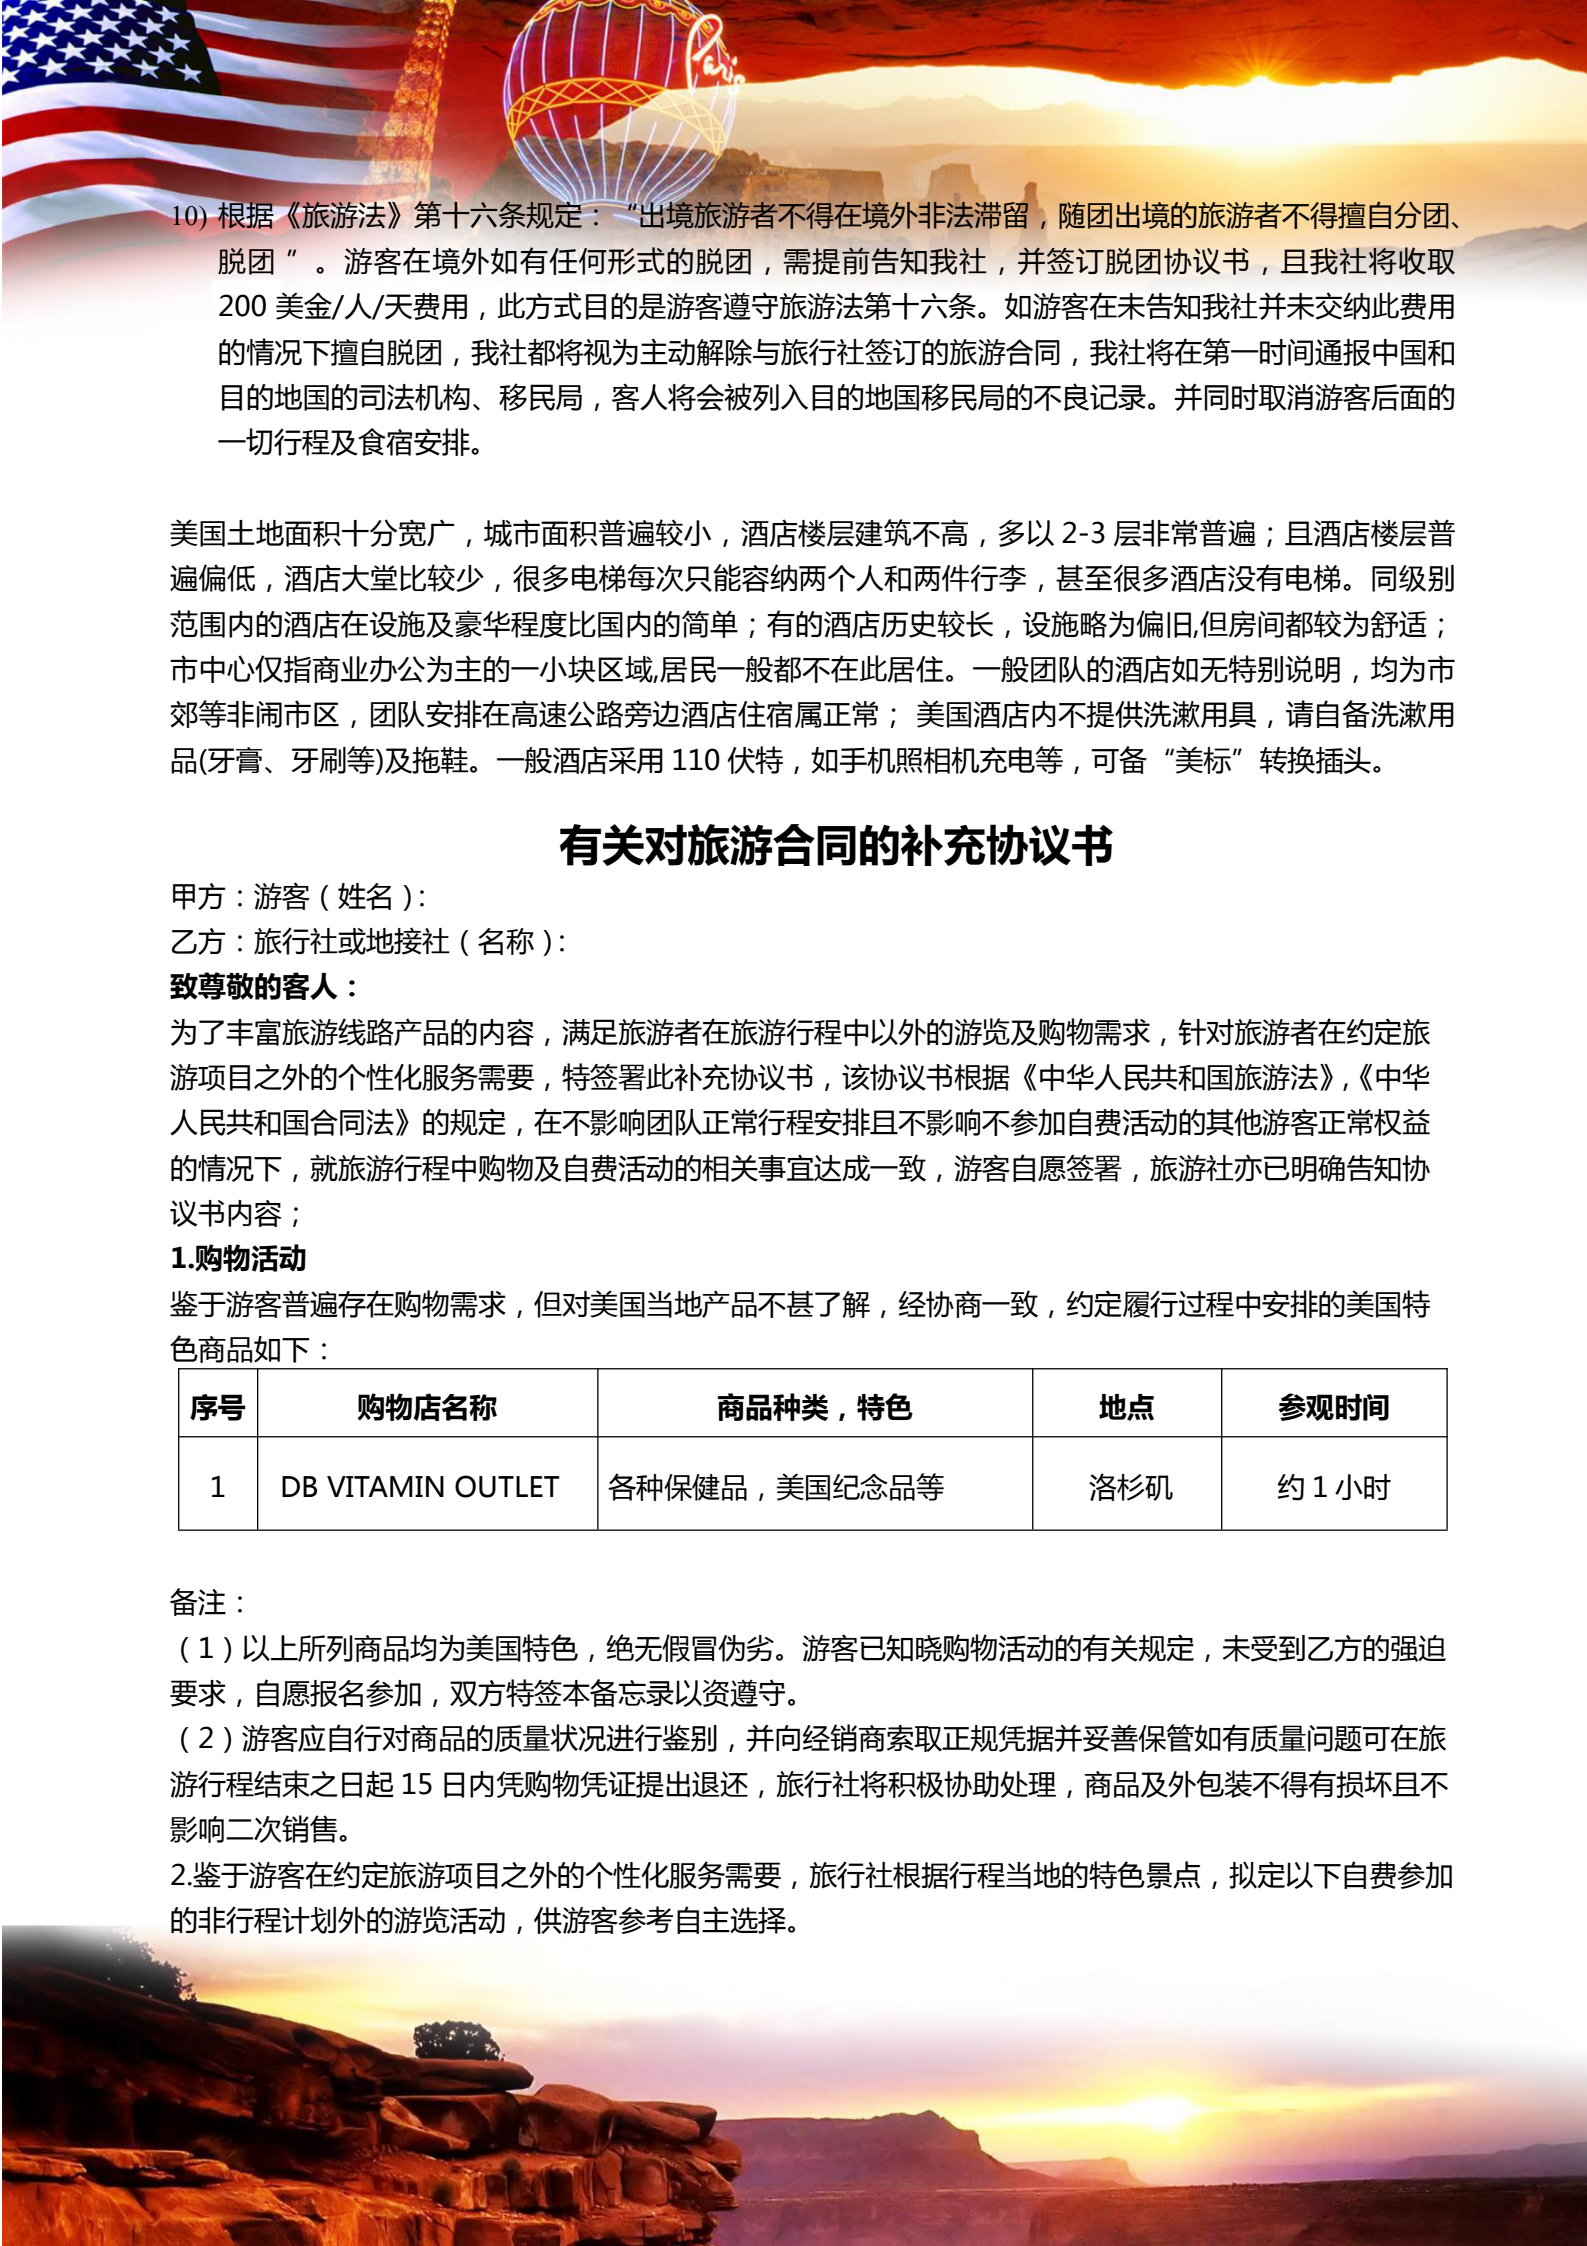 Paris
10) 根据《旅游法》第十六条规定：“出境旅游者不得在境外非法滞留，随团出境的旅游者不得擅自分团、
脱团 ”。游客在境外如有任何形式的脱团，需提前告知我社，并签订脱团协议书，且我社将收取
200 美金/人/天费用，此方式目的是游客遵守旅游法第十六条。如游客在未告知我社并未交纳此费用
的情况下擅自脱团，我社都将视为主动解除与旅行社签订的旅游合同，我社将在第一时间通报中国和
目的地国的司法机构、移民局，客人将会被列入目的地国移民局的不良记录。并同时取消游客后面的
一切行程及食宿安排。
美国土地面积十分宽广，城市面积普遍较小，酒店楼层建筑不高，多以 2-3 层非常普遍；且酒店楼层普
遍偏低，酒店大堂比较少，很多电梯每次只能容纳两个人和两件行李，甚至很多酒店没有电梯。同级别
范围内的酒店在设施及豪华程度比国内的简单；有的酒店历史较长，设施略为偏旧,但房间都较为舒适；
市中心仅指商业办公为主的一小块区域,居民一般都不在此居住。一般团队的酒店如无特别说明，均为市
郊等非闹市区，团队安排在高速公路旁边酒店住宿属正常； 美国酒店内不提供洗漱用具，请自备洗漱用
品(牙膏、牙刷等)及拖鞋。一般酒店采用 110 伏特，如手机照相机充电等，可备“美标”转换插头。
有关对旅游合同的补充协议书
甲方：游客（姓名）：
乙方：旅行社或地接社（名称）：
致尊敬的客人：
为了丰富旅游线路产品的内容，满足旅游者在旅游行程中以外的游览及购物需求，针对旅游者在约定旅
游项目之外的个性化服务需要，特签署此补充协议书，该协议书根据《中华人民共和国旅游法》，《中华
人民共和国合同法》的规定，在不影响团队正常行程安排且不影响不参加自费活动的其他游客正常权益
的情况下，就旅游行程中购物及自费活动的相关事宜达成一致，游客自愿签署，旅游社亦已明确告知协
议书内容；
1.购物活动
鉴于游客普遍存在购物需求，但对美国当地产品不甚了解，经协商一致，约定履行过程中安排的美国特
色商品如下：
序号 购物店名称 商品种类，特色 地点 参观时间
1 DB VITAMIN OUTLET 各种保健品，美国纪念品等 洛杉矶 约 1 小时
备注：
（1）以上所列商品均为美国特色，绝无假冒伪劣。游客已知晓购物活动的有关规定，未受到乙方的强迫
要求，自愿报名参加，双方特签本备忘录以资遵守。
（2）游客应自行对商品的质量状况进行鉴别，并向经销商索取正规凭据并妥善保管如有质量问题可在旅
游行程结束之日起 15 日内凭购物凭证提出退还，旅行社将积极协助处理，商品及外包装不得有损坏且不
影响二次销售。
2.鉴于游客在约定旅游项目之外的个性化服务需要，旅行社根据行程当地的特色景点，拟定以下自费参加
的非行程计划外的游览活动，供游客参考自主选择。